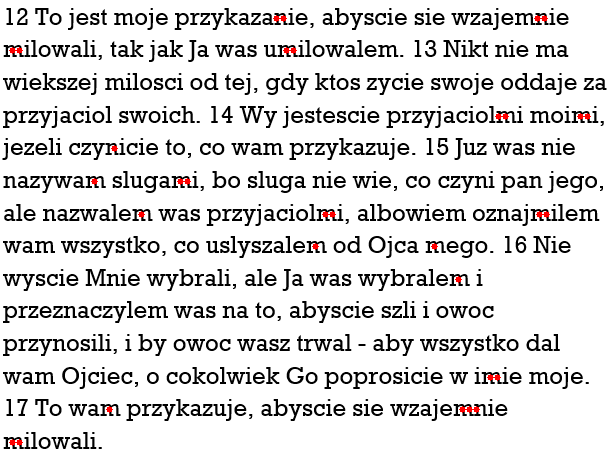 12 To jest moje przykazanie, abyscie sie wzajemnie
milowali, tak jak Ja was umilowalem. 13 Nikt nie ma
wiekszej milosci od tej, gdy ktos zycie swoje oddaje za
przyjaciol swoich. 14 Wy jestescie przyjaciolmi moimi,
jezeli czynicie to, co wam przykazuje. 15 Juz was nie
nazywam slugami, bo sluga nie wie, co czyni pan jego,
ale nazwalem was przyjaciolmi, albowiem oznajmilem
wam wszystko, co uslyszalem od Ojca mego. 16 Nie
wyscie Mnie wybrali, ale Ja was wybralem i
przeznaczylem was na to, abyscie szli i owoc
przynosili, i by owoc wasz trwal - aby wszystko dal
wam Ojciec, o cokolwiek Go poprosicie w imie moje.
17 To wam przykazuje, abyscie sie wzajemnie
milowali.